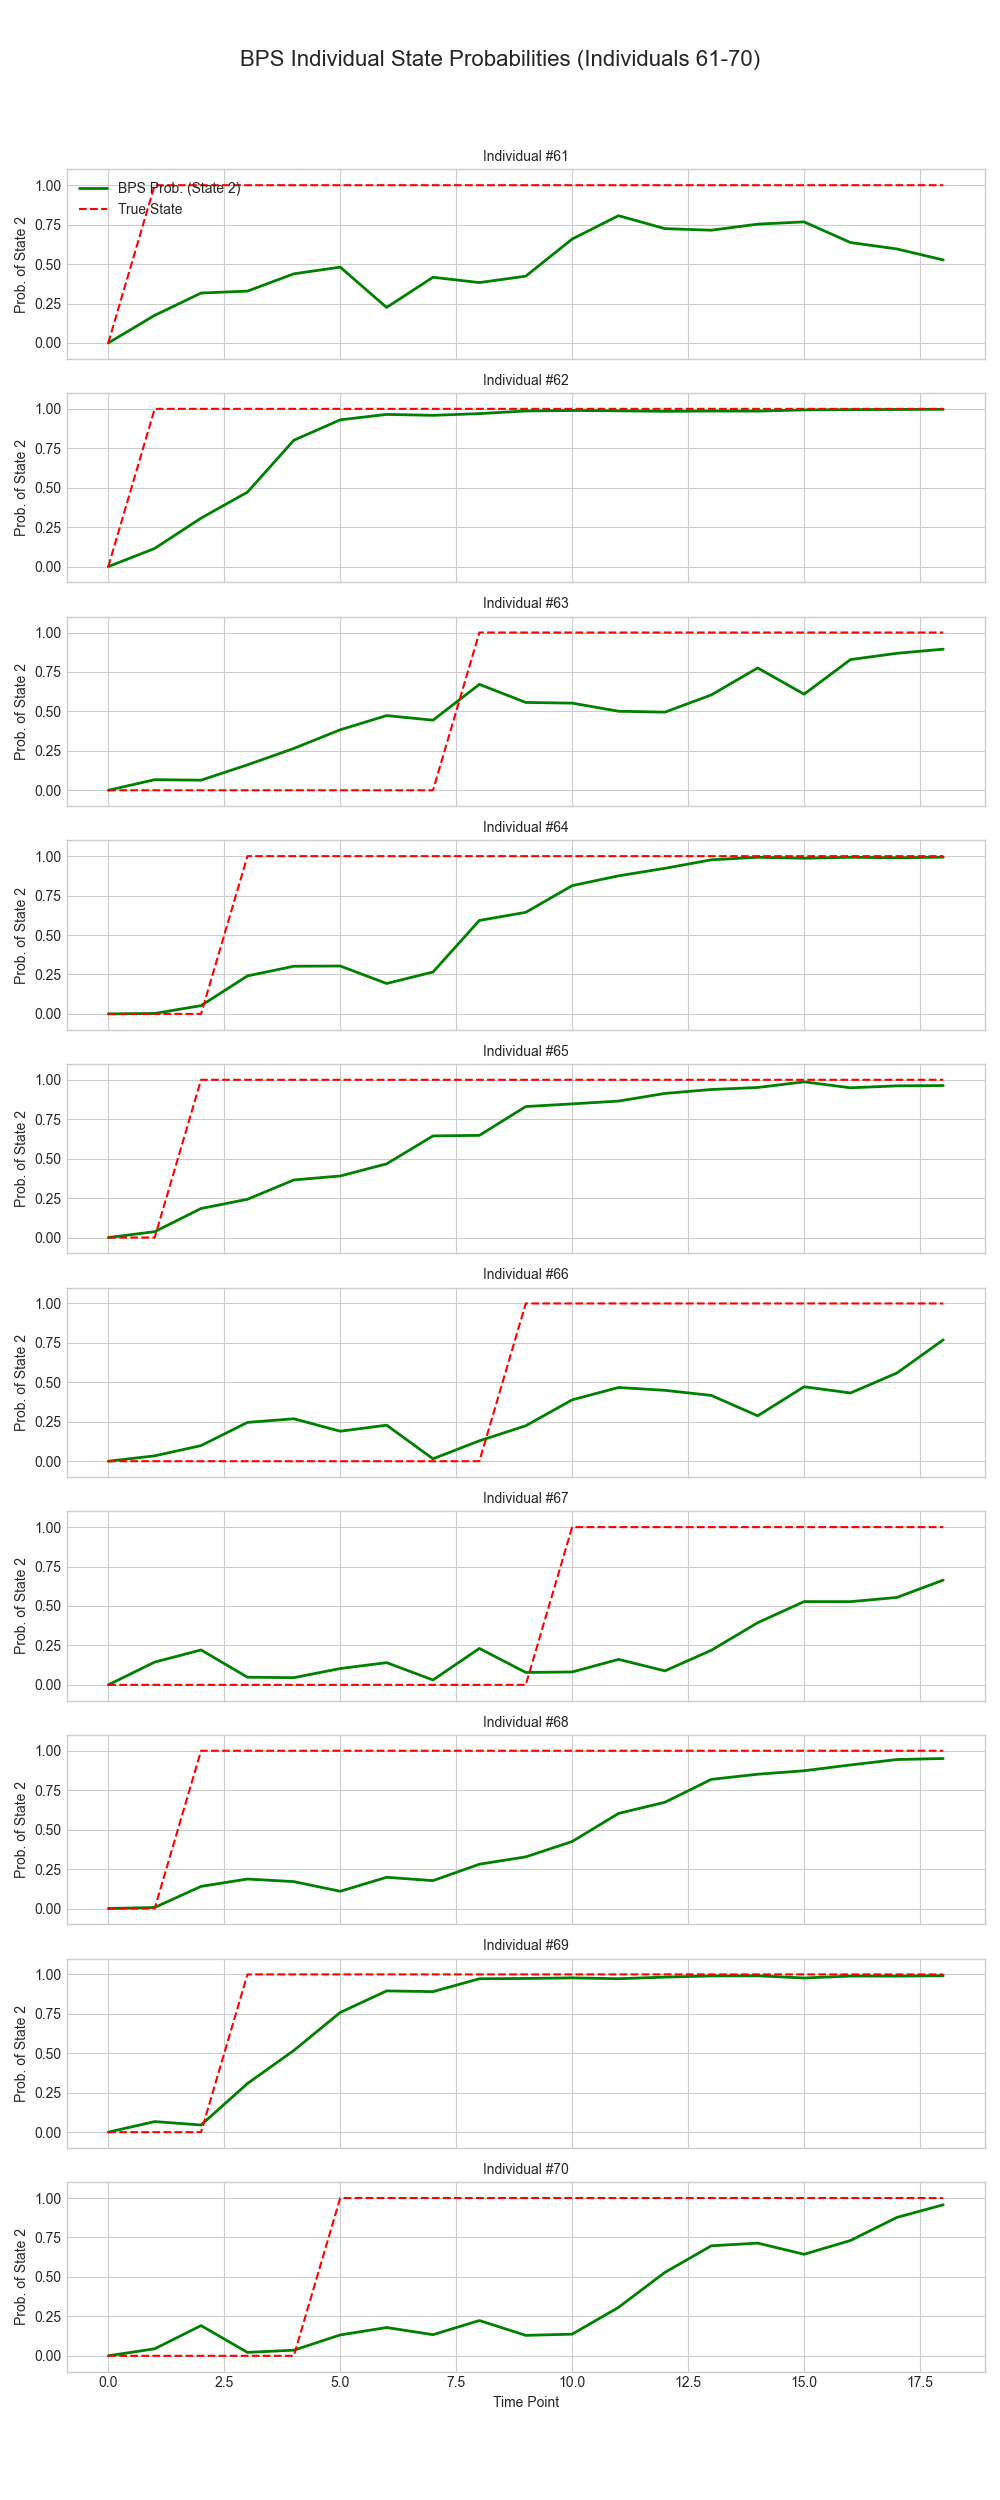 BPS Individual State Probabilities (Individuals 61-70)
Individual #61
1.00
0.75
0.50
0.25
0.00
Prob. of State 2
BPS Prob. (State 2)
True State
Individual #62
1.00
0.75
0.50
0.25
0.00
Prob. of State 2
Individual #63
1.00
0.75
0.50
0.25
0.00
Prob. of State 2
Individual #64
1.00
0.75
0.50
0.25
0.00
Prob. of State 2
Individual #65
1.00
0.75
0.50
0.25
0.00
Prob. of State 2
Individual #66
1.00
0.75
0.50
0.25
0.00
Prob. of State 2
Individual #67
1.00
0.75
0.50
0.25
0.00
Prob. of State 2
Individual #68
1.00
0.75
0.50
0.25
0.00
Prob. of State 2
Individual #69
1.00
0.75
0.50
0.25
0.00
Prob. of State 2
Individual #70
1.00
0.75
0.50
0.25
0.00
Prob. of State 2
0.0 2.5 5.0 7.5 10.0 12.5 15.0 17.5
Time Point